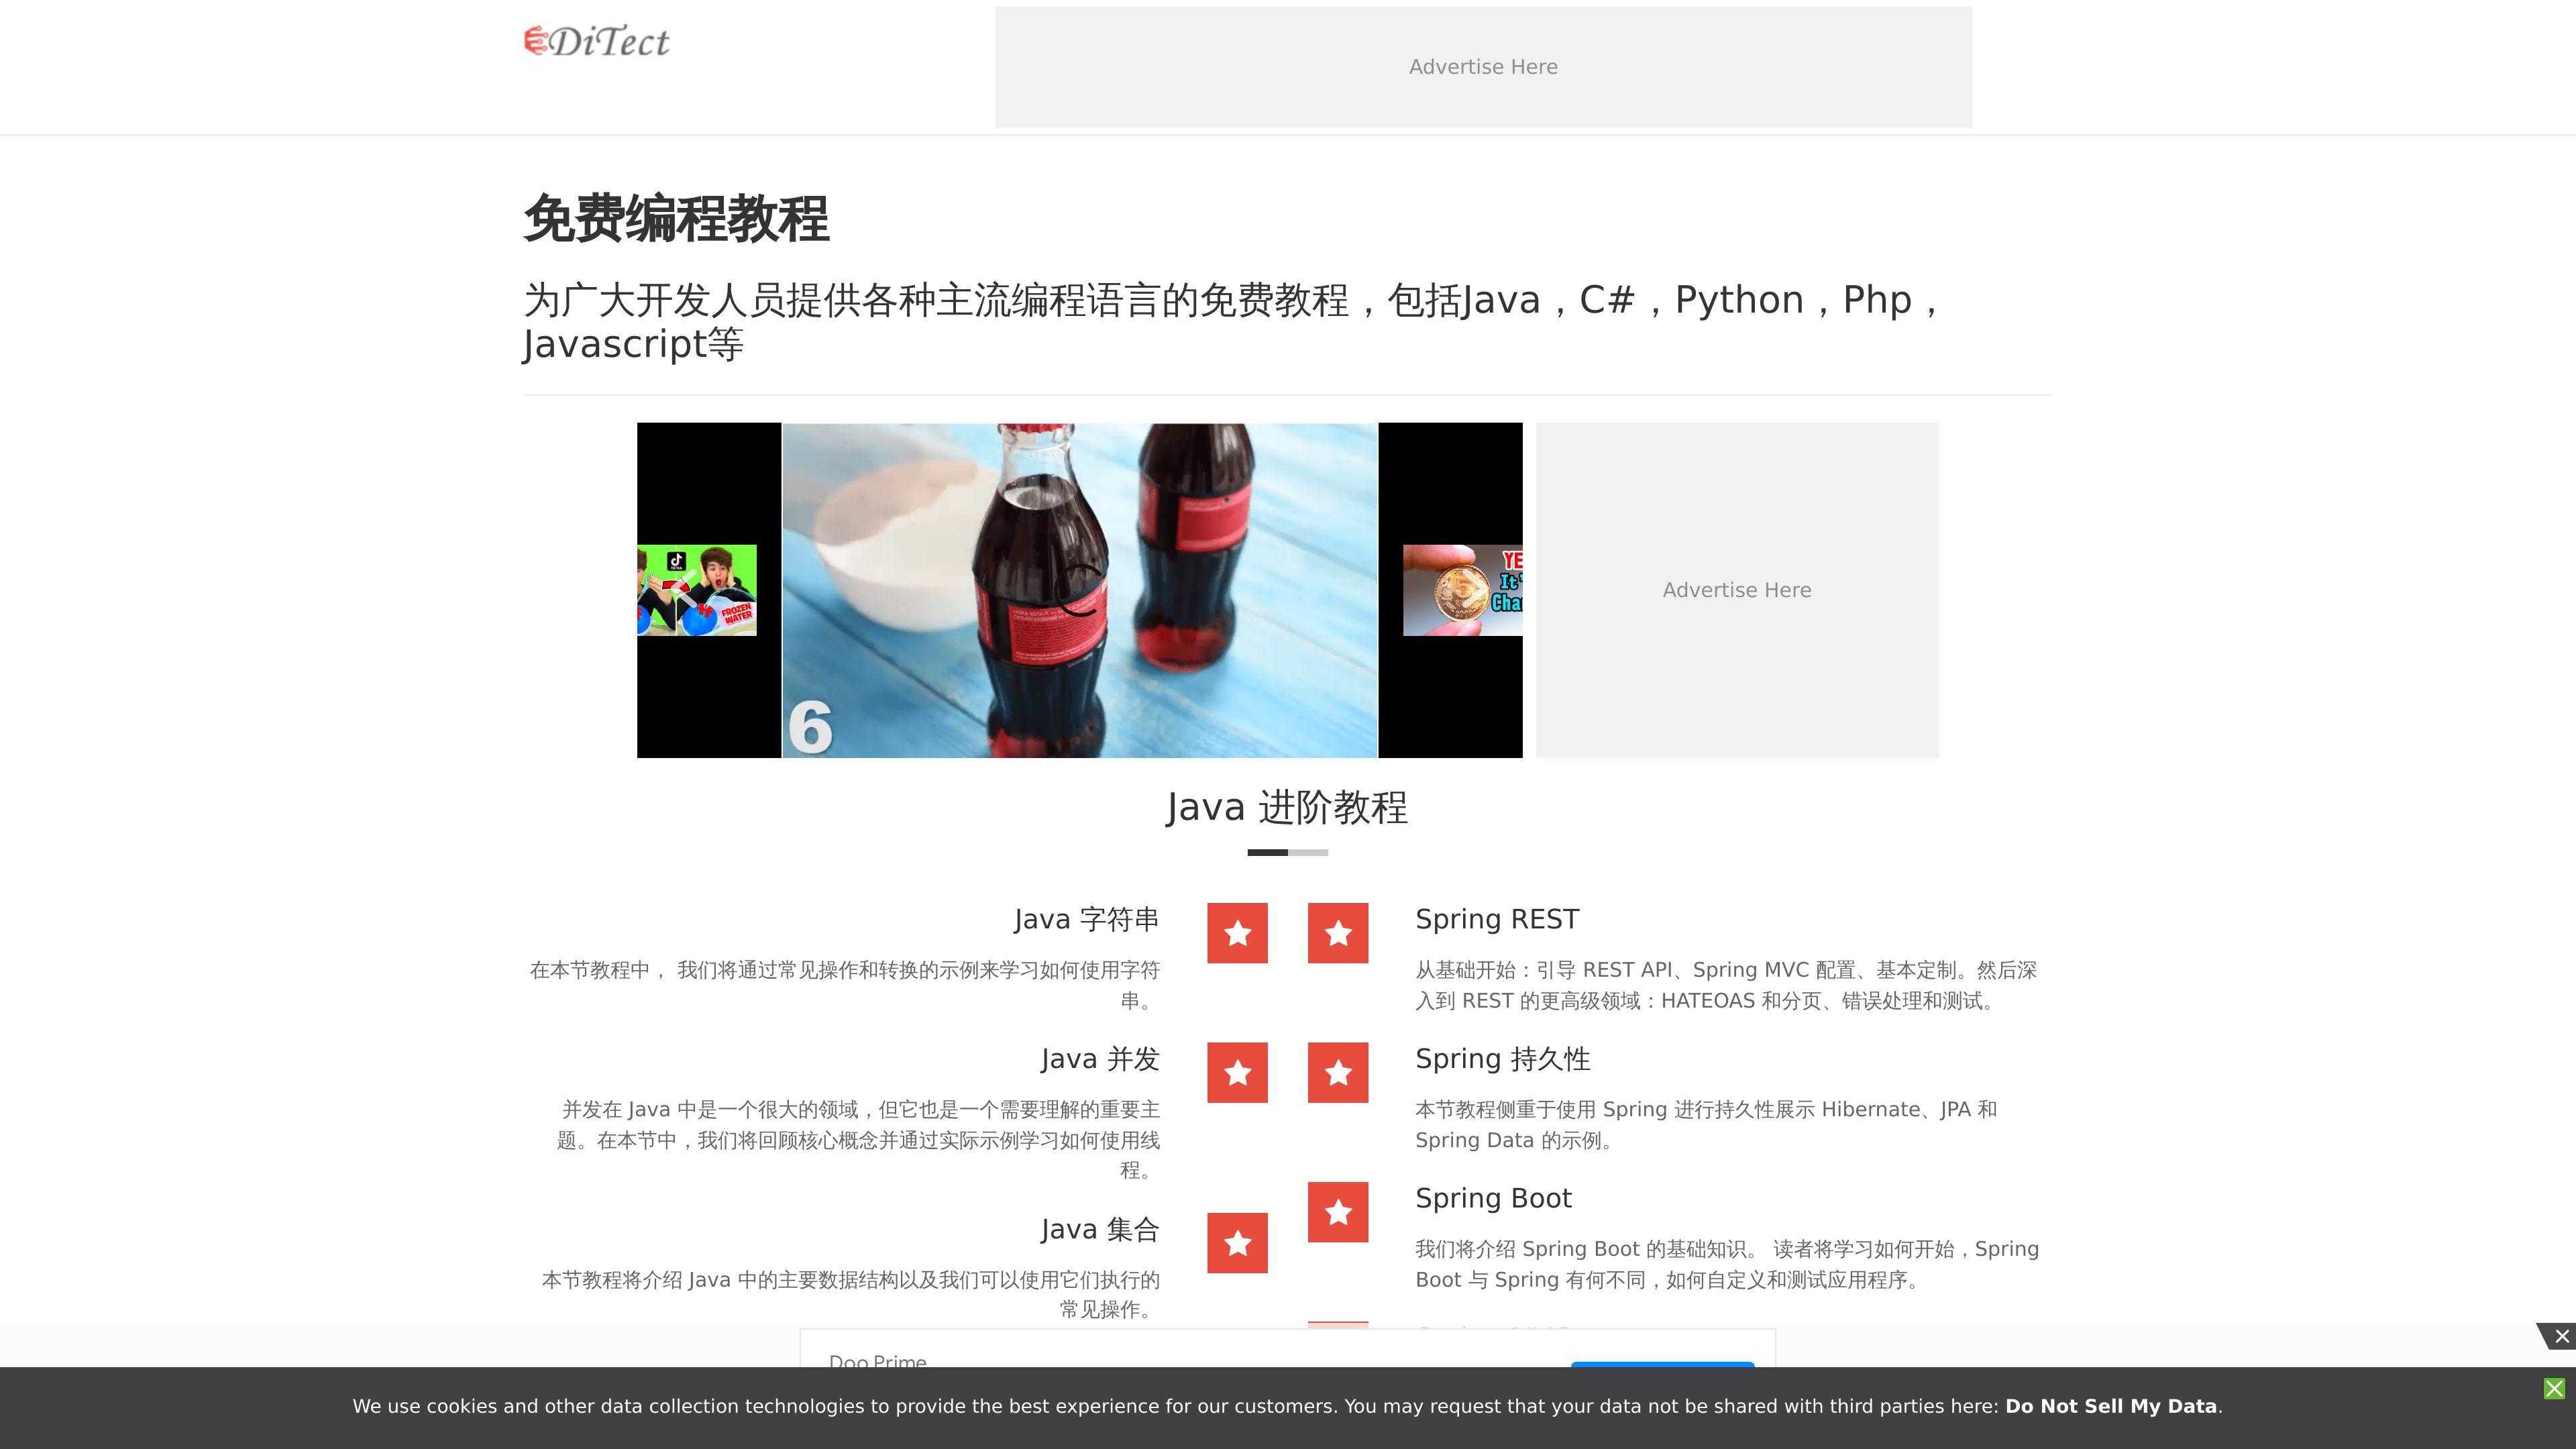 DiTect
Advertise Here
免费编程教程
为广大开发人员提供各种主流编程语言的免费教程，包括Java，C#，Python，Php，
Javascript等
TikTok
FROZEN
WATER
6
Advertise Here
Java 进阶教程
Java 字符串
在本节教程中， 我们将通过常见操作和转换的示例来学习如何使用字符
串。
Java 并发
并发在 Java 中是一个很大的领域，但它也是一个需要理解的重要主
题。在本节中，我们将回顾核心概念并通过实际示例学习如何使用线
程。
Java 集合
本节教程将介绍 Java 中的主要数据结构以及我们可以使用它们执行的
常见操作。
Spring REST
从基础开始：引导 REST API、Spring MVC 配置、基本定制。然后深
入到 REST 的更高级领域：HATEOAS 和分页、错误处理和测试。
Spring 持久性
本节教程侧重于使用 Spring 进行持久性展示 Hibernate、JPA 和
Spring Data 的示例。
Spring Boot
我们将介绍 Spring Boot 的基础知识。 读者将学习如何开始，Spring
Boot 与 Spring 有何不同，如何自定义和测试应用程序。
Doo Prime
We use cookies and other data collection technologies to provide the best experience for our customers. You may request that your data not be shared with third parties here: Do Not Sell My Data.